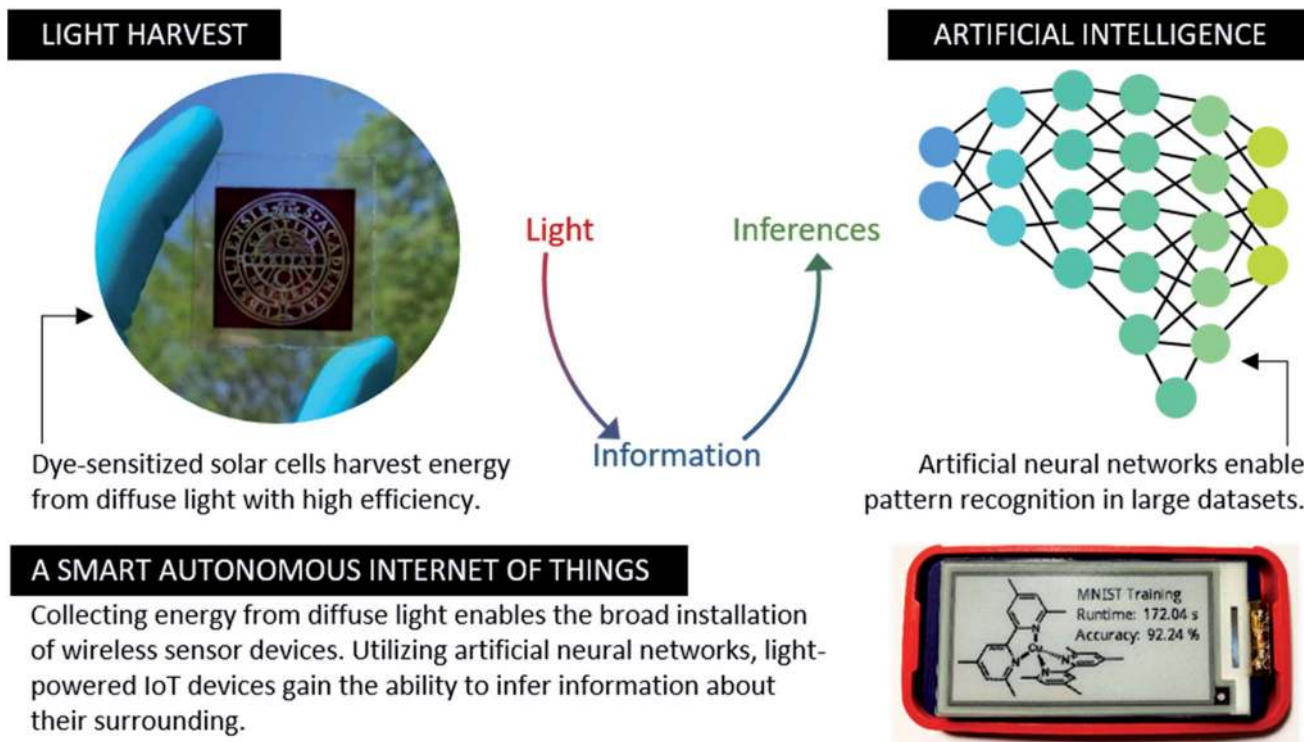 LIGHT HARVEST
ARTIFICIAL INTELLIGENCE
Light
Inferences
Information
Dye-sensitized solar cells harvest energy
from diffuse light with high efficiency.
Artificial neural networks enable
pattern recognition in large datasets.
A SMART AUTONOMOUS INTERNET OF THINGS
Collecting energy from diffuse light enables the broad installation
of wireless sensor devices. Utilizing artificial neural networks, light-
powered IoT devices gain the ability to infer information about
their surrounding.
MNIST Training
Runtime: 172.04 s
Accuracy: 92.24 %
N
N
Cu
N
N